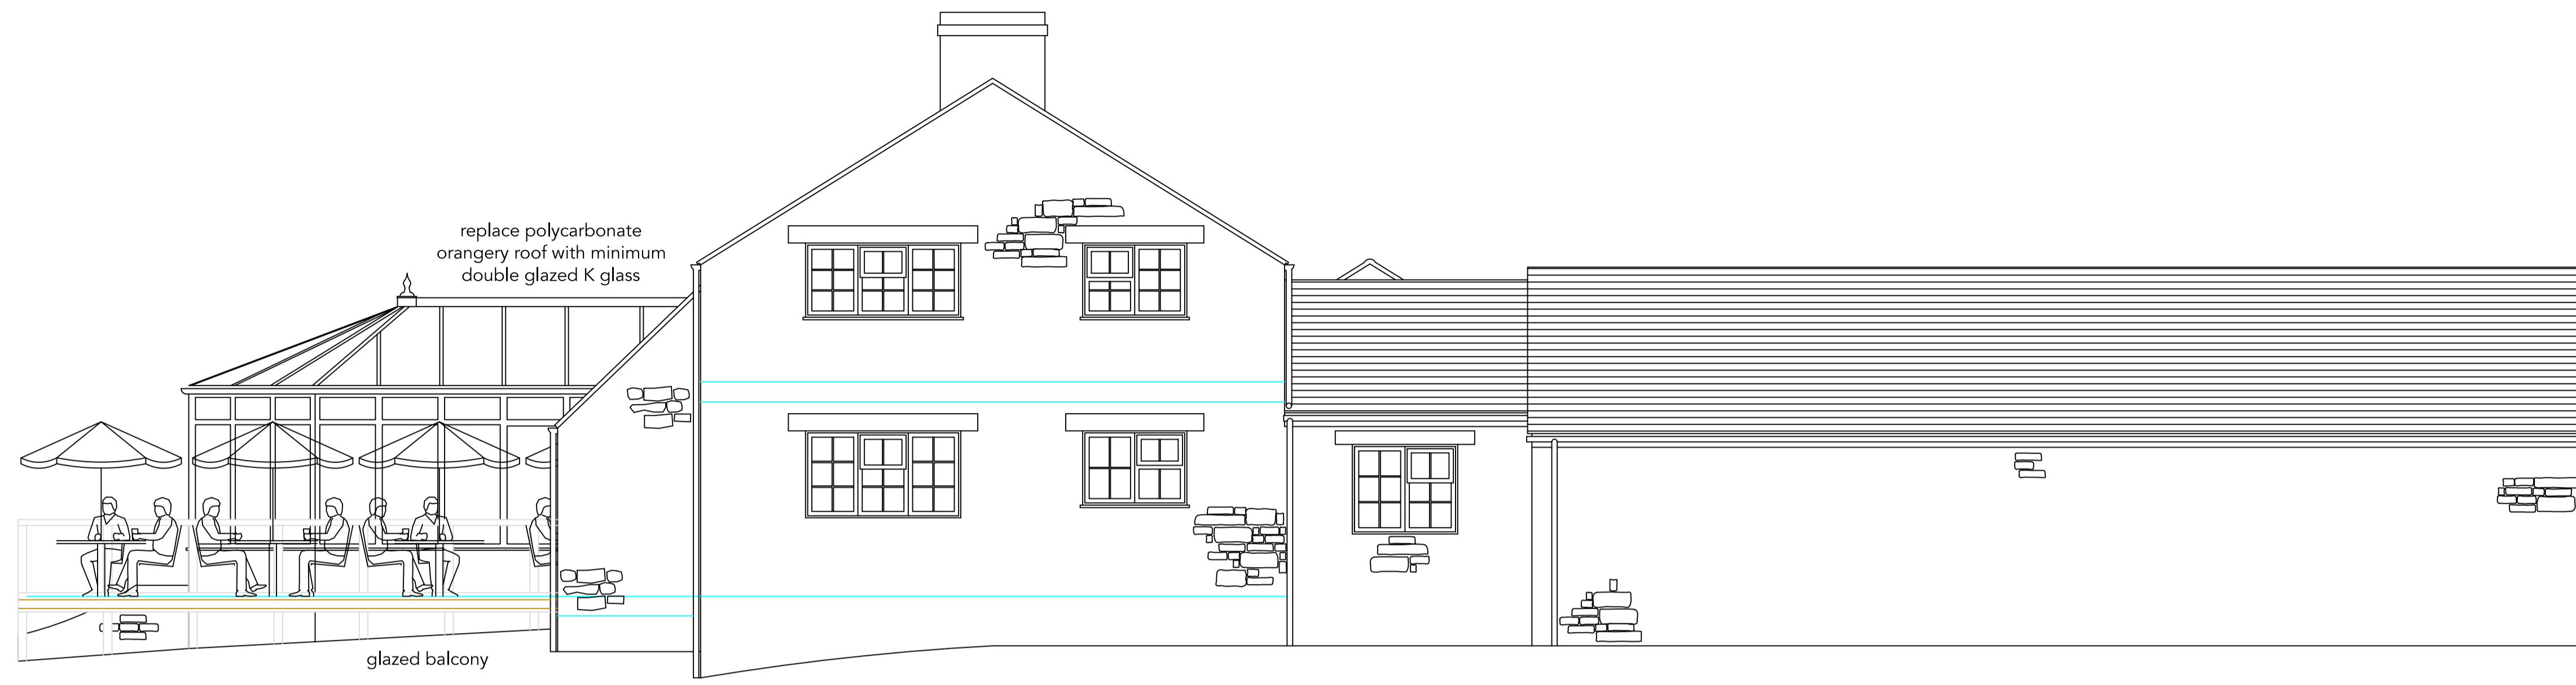 replace polycarbonate
orangery roof with minimum
double glazed K glass
glazed balcony